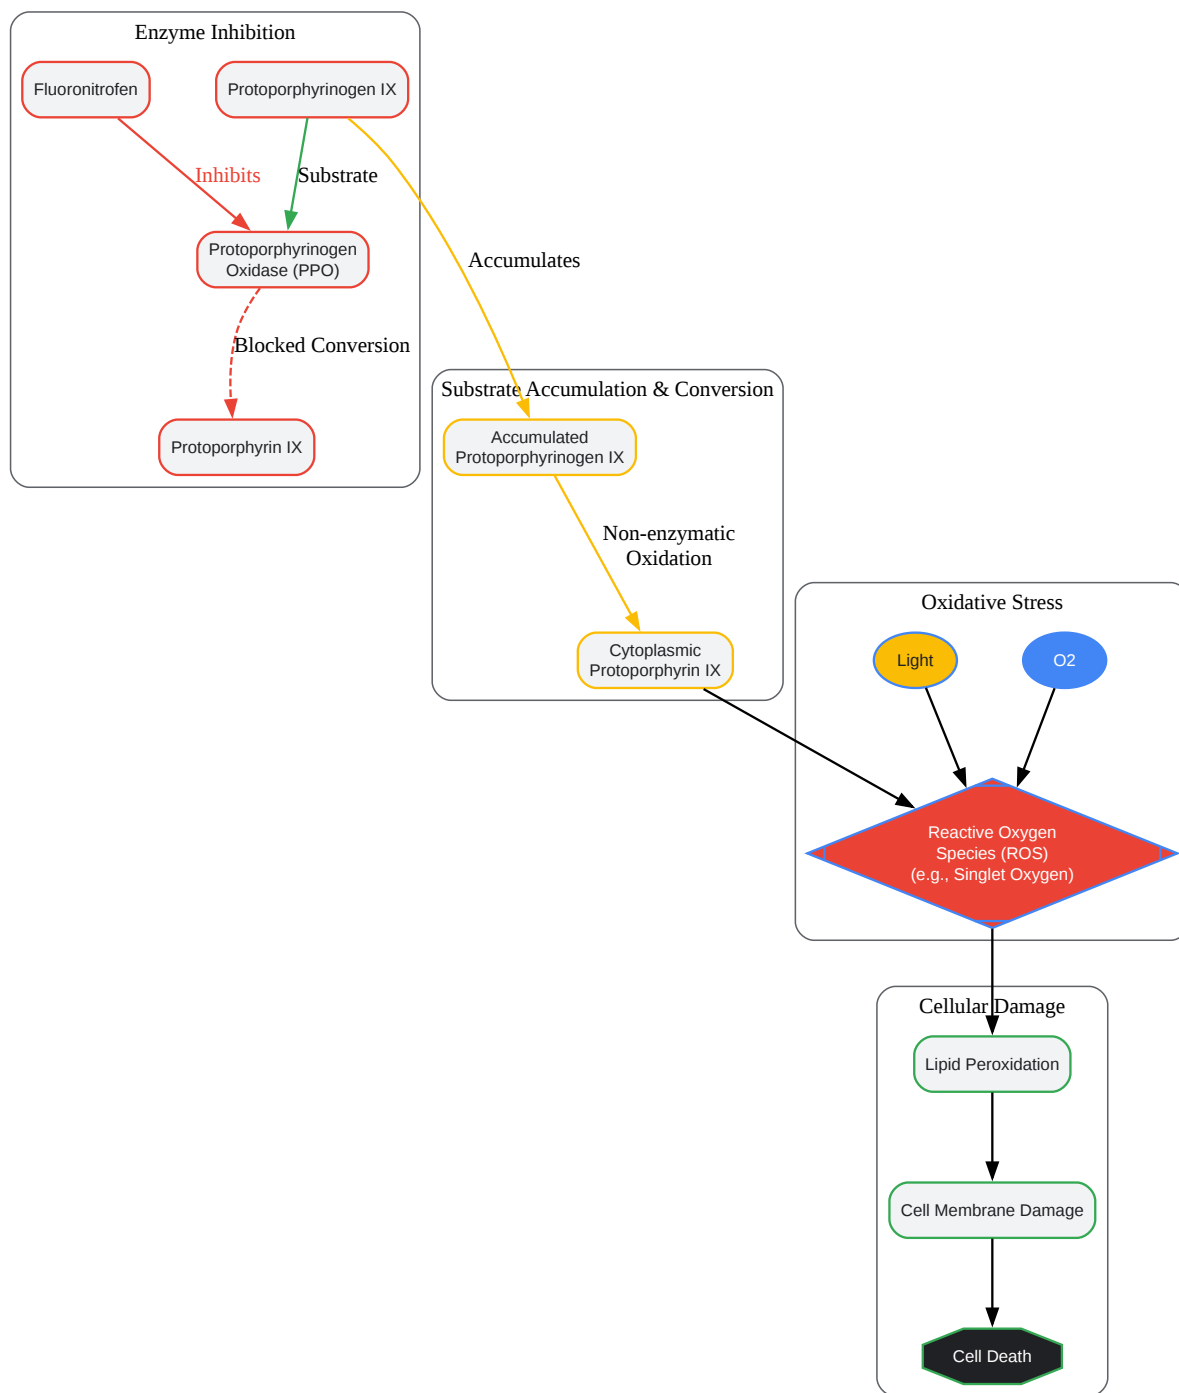 Enzyme Inhibition
Fluoronitrofen
Protoporphyrinogen IX
Inhibits
Substrate
Protoporphyrinogen
Oxidase (PPO)
Blocked Conversion
Protoporphyrin IX
Accumulates
Substrate Accumulation & Conversion
Accumulated
Protoporphyrinogen IX
Non-enzymatic
Oxidation
Cytoplasmic
Protoporphyrin IX
Oxidative Stress
Light
O2
Reactive Oxygen
Species (ROS)
(e.g., Singlet Oxygen)
Cellular Damage
Lipid Peroxidation
Cell Membrane Damage
Cell Death